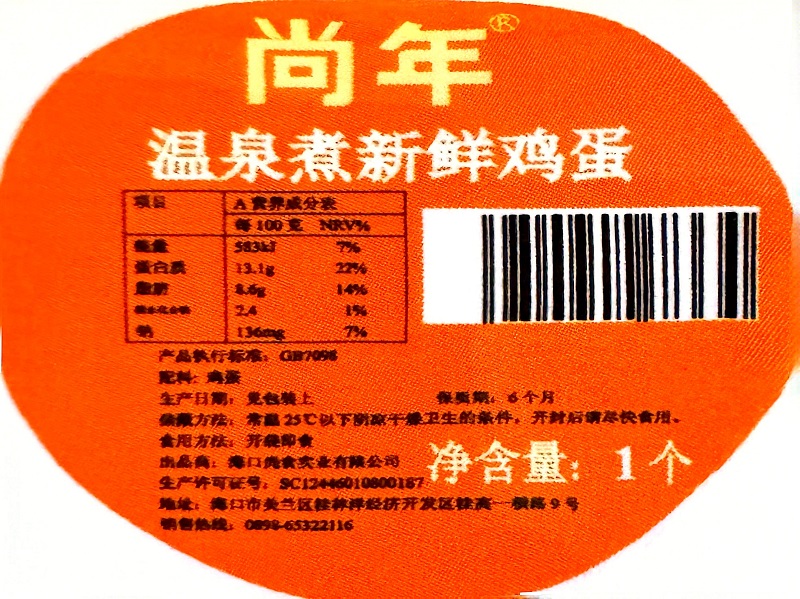 尚年®
温泉煮新鲜鸡蛋
项目 A 营养成分表
每 100 克 NRV%
能量 583kJ 7%
蛋白质 13.1g 22%
脂肪 8.6g 14%
碳水化合物 2.4 1%
钠 136mg 7%
产品执行标准：GB7098
配料：鸡蛋
生产日期：见包装上 保质期：6 个月
储藏方法：常温 25℃以下阴凉干燥卫生的条件，开封后请尽快食用。
食用方法：开袋即食
出品商：海口尚食实业有限公司
净含量：1个
生产许可证号：SC12446010800187
地址：海口市美兰区桂林洋经济开发区桂高一横路 9 号
销售热线：0898-65322116